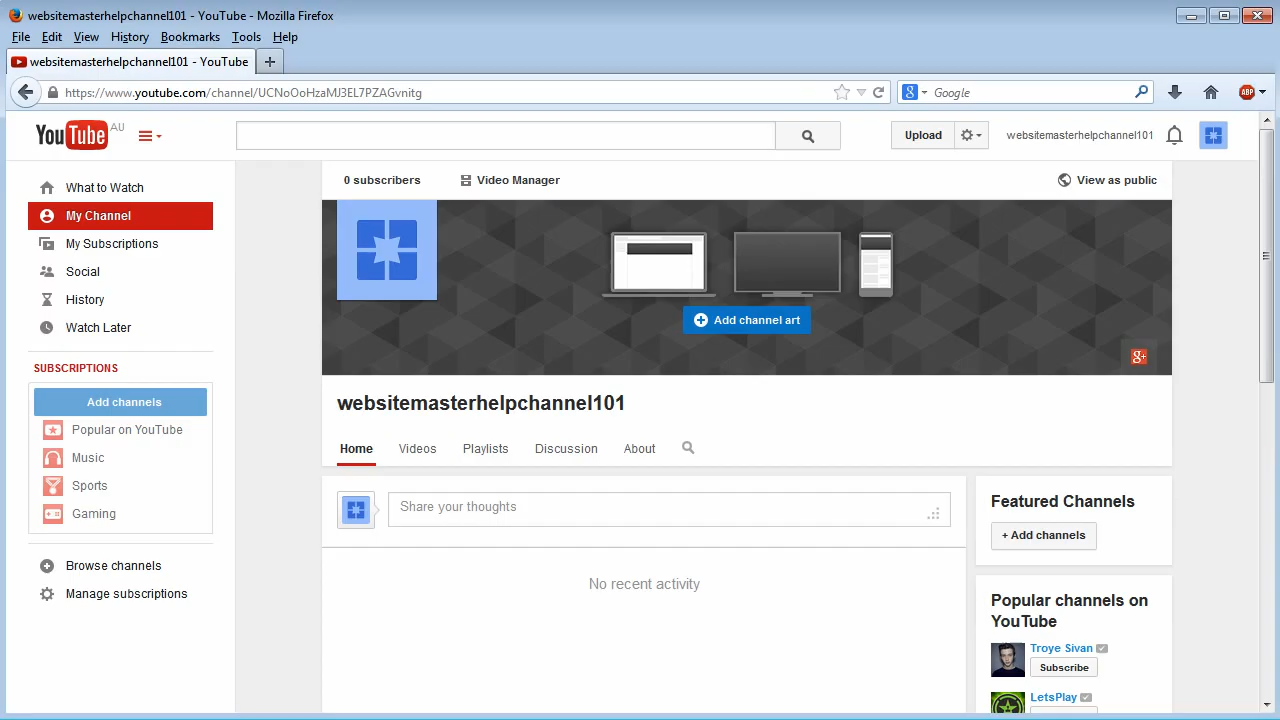 websitemasterhelpchannel101 - YouTube - Mozilla Firefox
File Edit View History Bookmarks Tools Help
websitemasterhelpchannel101 - YouTube
https://www.youtube.com/channel/UCNoOoHzaMJ3EL7PZAGvnitg
Google
ABP
YouTube AU
Upload
websitemasterhelpchannel101
0 subscribers
Video Manager
View as public
What to Watch
My Channel
My Subscriptions
Social
History
Watch Later
SUBSCRIPTIONS
Add channels
Popular on YouTube
Music
Sports
Gaming
Browse channels
Manage subscriptions
Add channel art
g+
websitemasterhelpchannel101
Home Videos Playlists Discussion About
Share your thoughts
No recent activity
Featured Channels
+ Add channels
Popular channels on
YouTube
Troye Sivan
Subscribe
LetsPlay